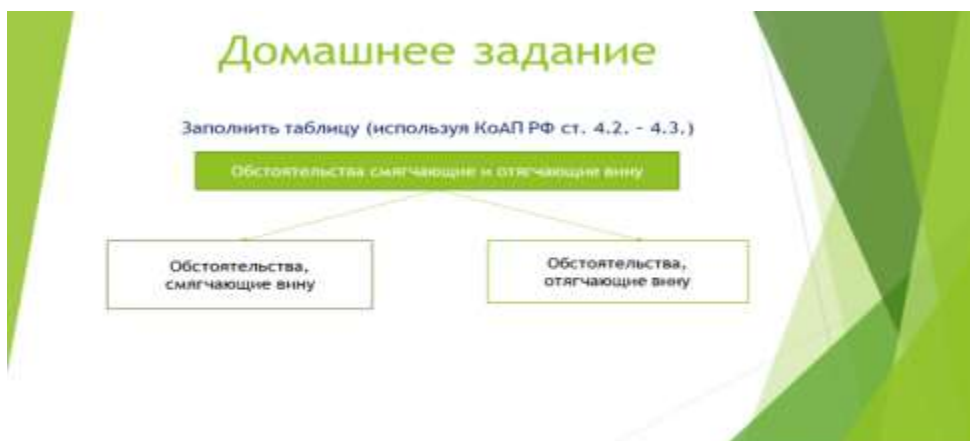 Домашнее задание
Заполнить таблицу (используя КоАП РФ ст. 4.2. - 4.3.)
Обстоятельства смягчающие и отягчающие вину
Обстоятельства,
смягчающие вину
Обстоятельства,
отягчающие вину